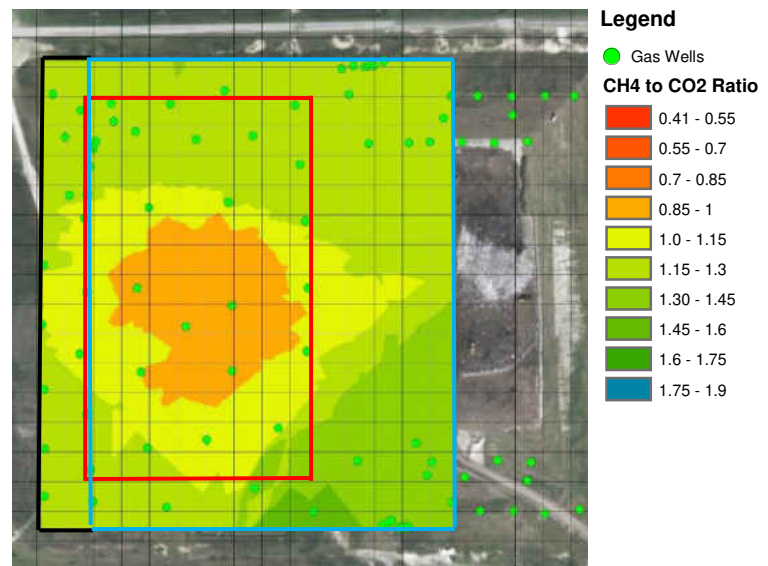 Legend
Gas Wells
CH4 to CO2 Ratio
0.41 - 0.55
0.55 - 0.7
0.7 - 0.85
0.85 - 1
1.0 - 1.15
1.15 - 1.3
1.30 - 1.45
1.45 - 1.6
1.6 - 1.75
1.75 - 1.9